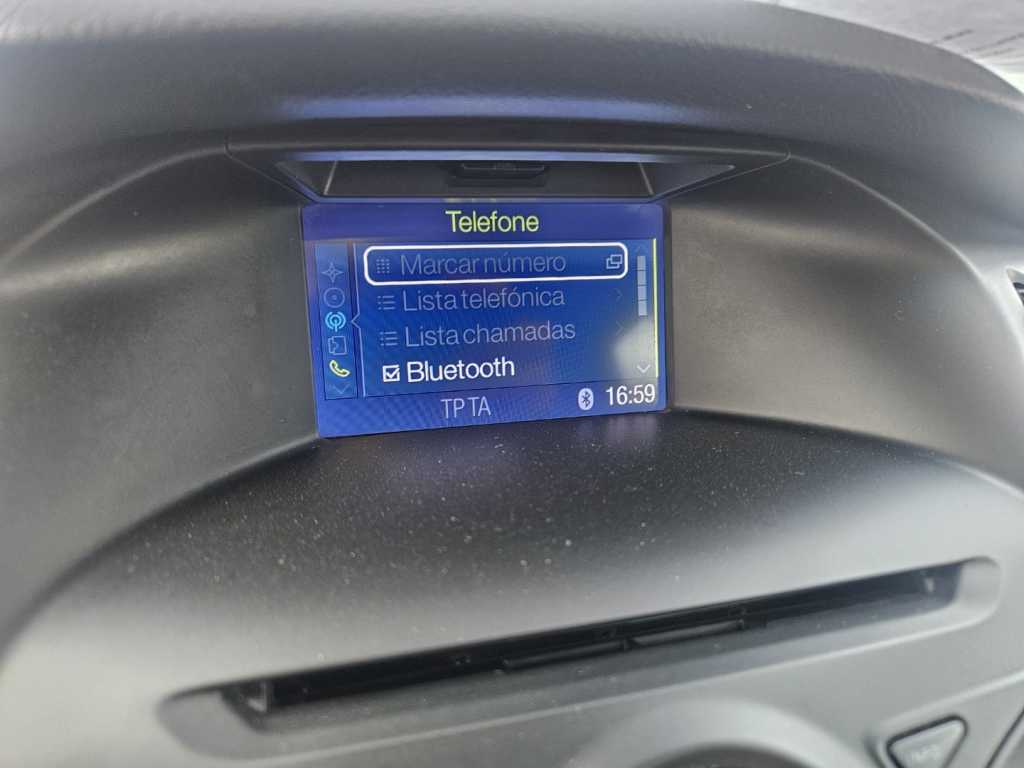 Telefone
Marcar número
Lista telefónica
Lista chamadas
Bluetooth
TP TA
16:59